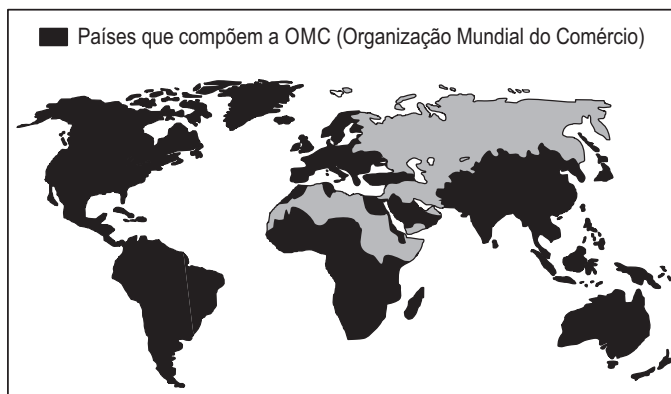 Países que compõem a OMC (Organização Mundial do Comércio)